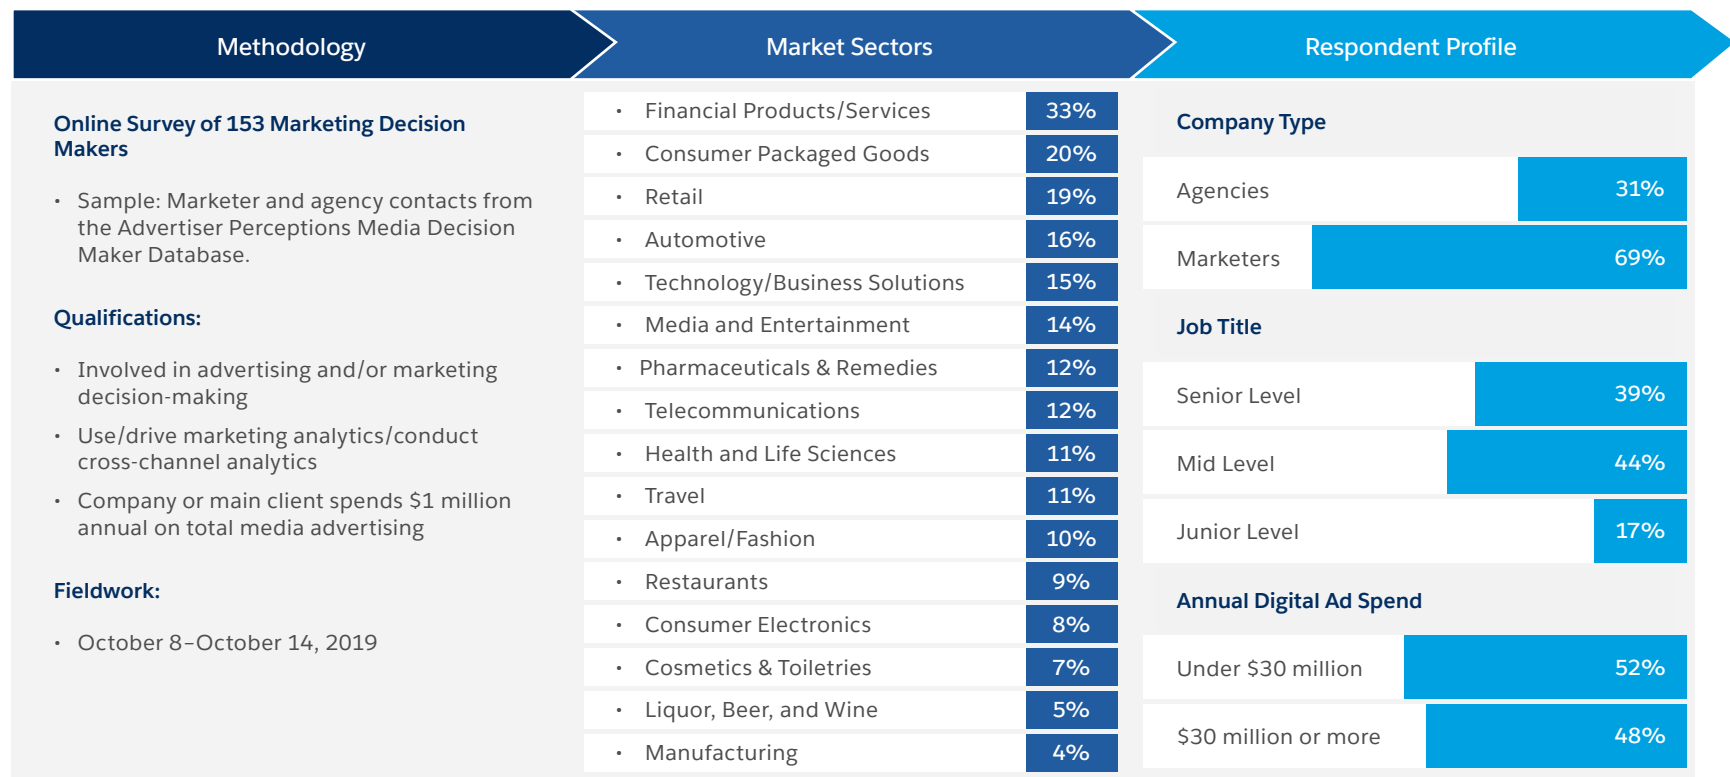 Methodology
Market Sectors
Respondent Profile
Online Survey of 153 Marketing Decision
Makers
• Sample: Marketer and agency contacts from
the Advertiser Perceptions Media Decision
Maker Database.
Qualifications:
• Involved in advertising and/or marketing
decision-making
• Use/drive marketing analytics/conduct
cross-channel analytics
• Company or main client spends $1 million
annual on total media advertising
Fieldwork:
• October 8–October 14, 2019
• Financial Products/Services 33%
• Consumer Packaged Goods 20%
• Retail 19%
• Automotive 16%
• Technology/Business Solutions 15%
• Media and Entertainment 14%
• Pharmaceuticals & Remedies 12%
• Telecommunications 12%
• Health and Life Sciences 11%
• Travel 11%
• Apparel/Fashion 10%
• Restaurants 9%
• Consumer Electronics 8%
• Cosmetics & Toiletries 7%
• Liquor, Beer, and Wine 5%
• Manufacturing 4%
Company Type
Agencies 31%
Marketers 69%
Job Title
Senior Level 39%
Mid Level 44%
Junior Level 17%
Annual Digital Ad Spend
Under $30 million 52%
$30 million or more 48%